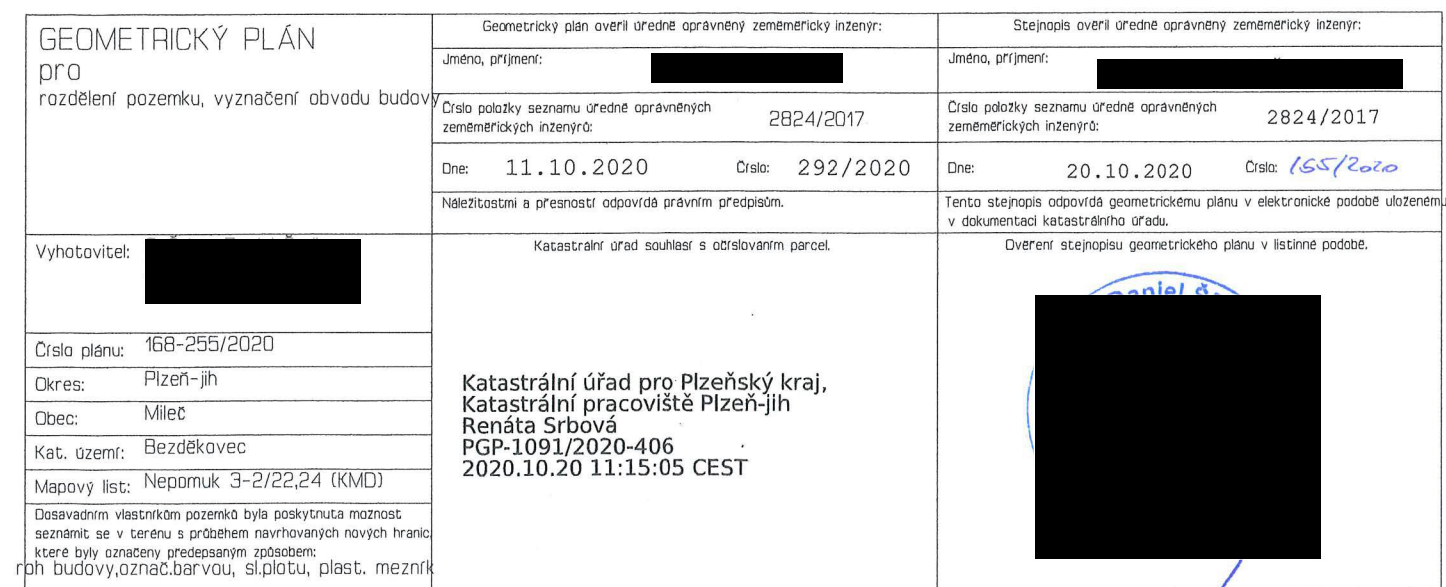 GEOMETRICKÝ PLÁN
pro
rozdělení pozemku, vyznačení obvodu budovy
Geometrický plán ověřil úředně oprávněný zeměměřický inženýr:
Jméno, příjmení:
Číslo položky seznamu úředně oprávněných
zeměměřických inženýrů:
2824/2017
Dne: 11.10.2020 Číslo: 292/2020
Náležitostmi a přesností odpovídá právním předpisům.
Stejnopis ověřil úředně oprávněný zeměměřický inženýr:
Jméno, příjmení:
Číslo položky seznamu úředně oprávněných
zeměměřických inženýrů:
2824/2017
Dne: 20.10.2020 Číslo: 155/2020
Tento stejnopis odpovídá geometrickému plánu v elektronické podobě uloženému
v dokumentaci katastrálního úřadu.
Vyhotovitel:
Číslo plánu: 168-255/2020
Okres: Plzeň-jih
Obec: Mileč
Kat. území: Bezděkovec
Mapový list: Nepomuk 3-2/22,24 (KMD)
Dosavadním vlastníkům pozemků byla poskytnuta možnost
seznámit se v terénu s průběhem navrhovaných nových hranic,
které byly označeny předepsaným způsobem:
roh budovy,označ.barvou, sl.plotu, plast. mezník
Katastrální úřad souhlasí s očíslováním parcel.
Katastrální úřad pro Plzeňský kraj,
Katastrální pracoviště Plzeň-jih
Renáta Srbová
PGP-1091/2020-406
2020.10.20 11:15:05 CEST
Ověření stejnopisu geometrického plánu v listinné podobě.
Daniel